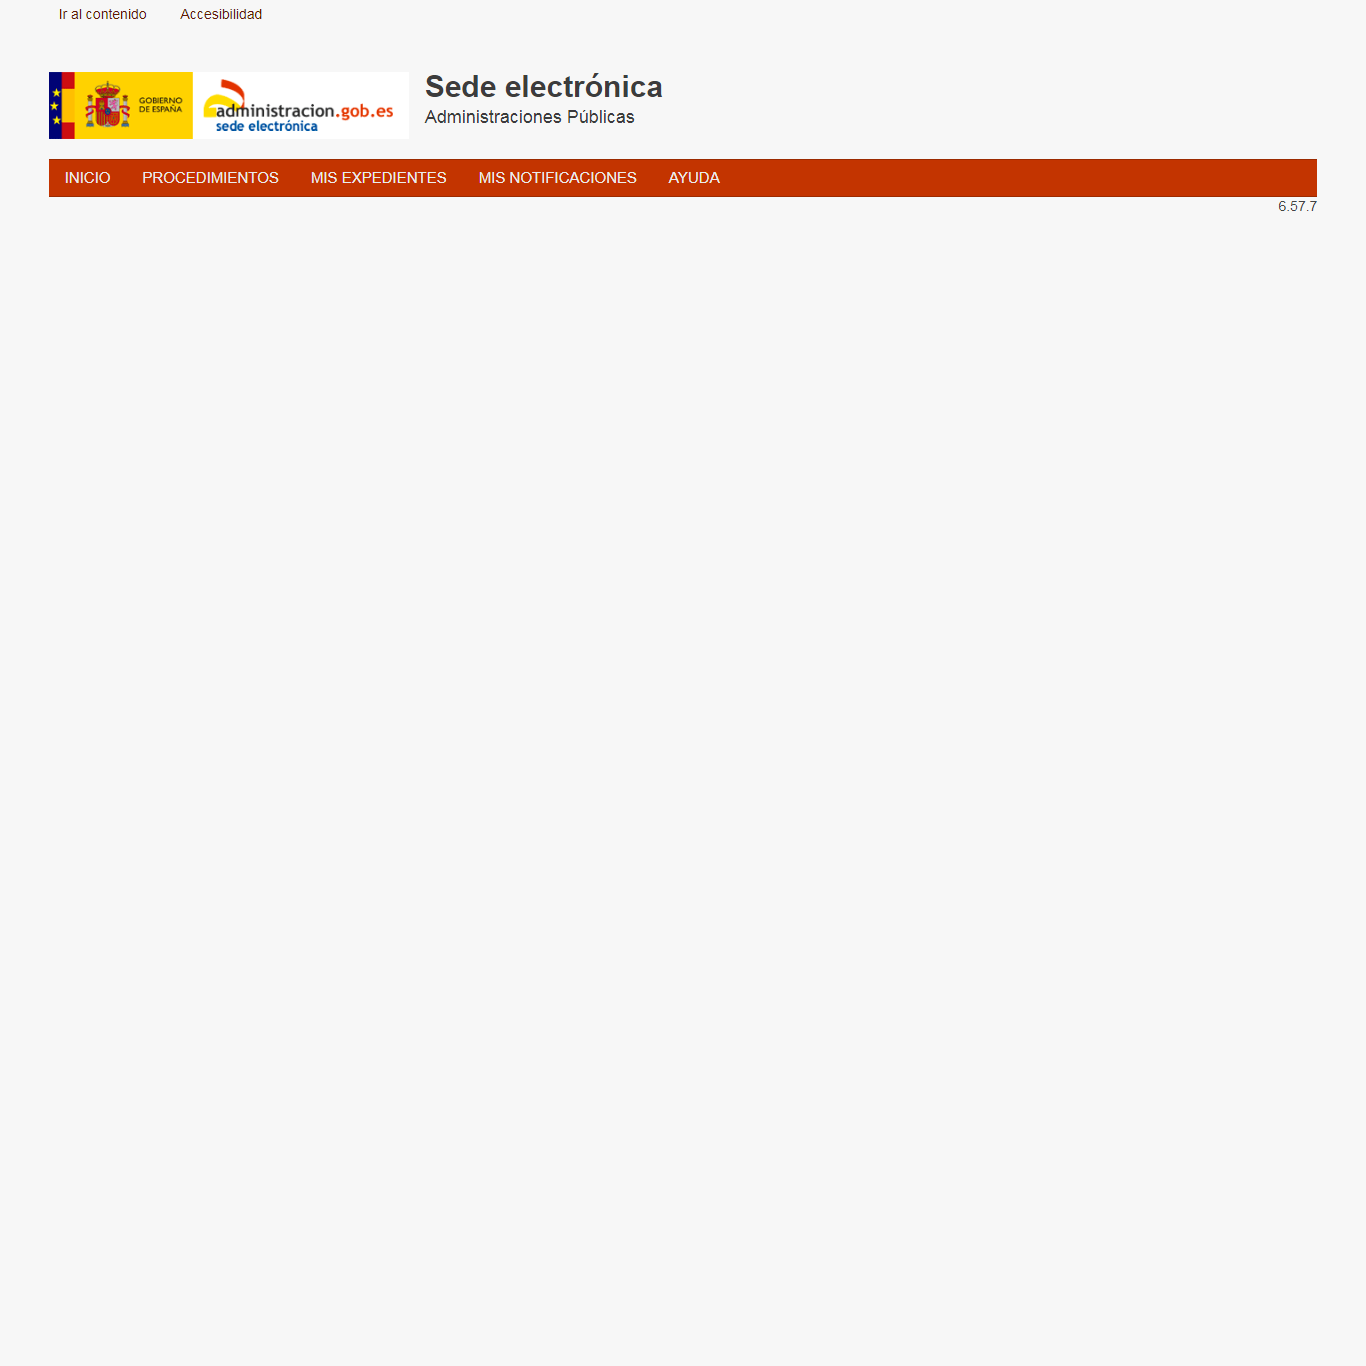 Ir al contenido Accesibilidad
GOBIERNO
DE ESPAÑA
administracion.gob.es
sede electrónica
Sede electrónica
Administraciones Públicas
INICIO PROCEDIMIENTOS MIS EXPEDIENTES MIS NOTIFICACIONES AYUDA
6.57.7